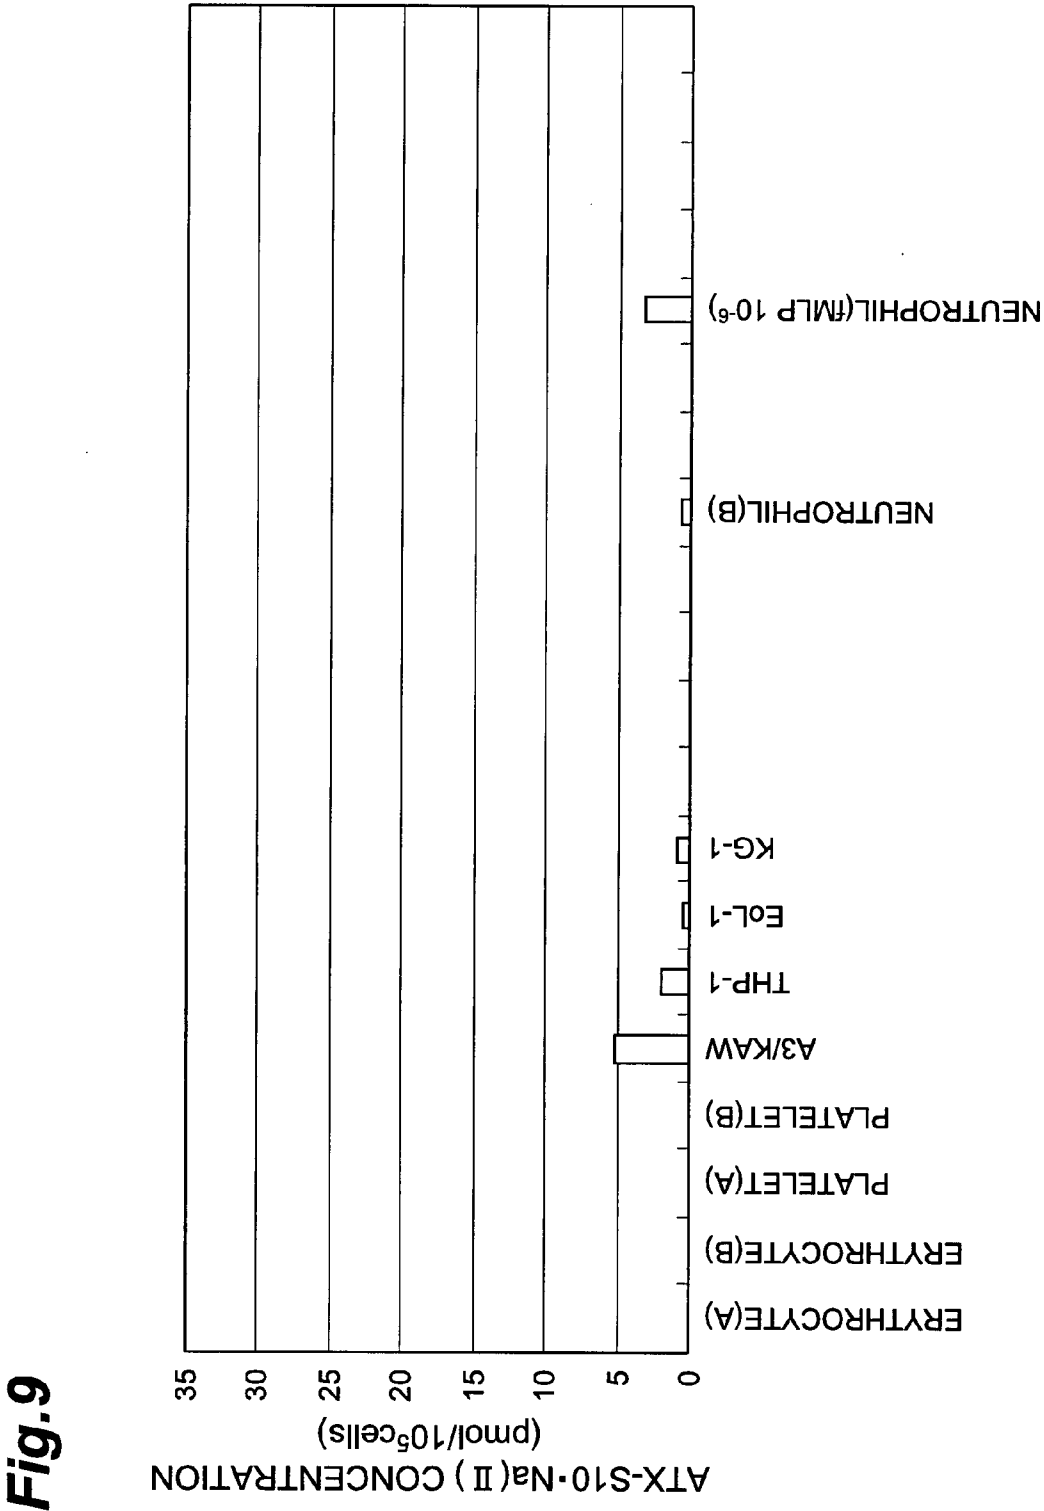 Fig.9
ATX-S10·Na(Ⅱ) CONCENTRATION
(pmol/10⁵cells)
35
30
25
20
15
10
5
0
ERYTHROCYTE(A)
ERYTHROCYTE(B)
PLATELET(A)
PLATELET(B)
A3/KAW
THP-1
EoL-1
KG-1
NEUTROPHIL(B)
NEUTROPHIL(fMLP 10⁻⁶)